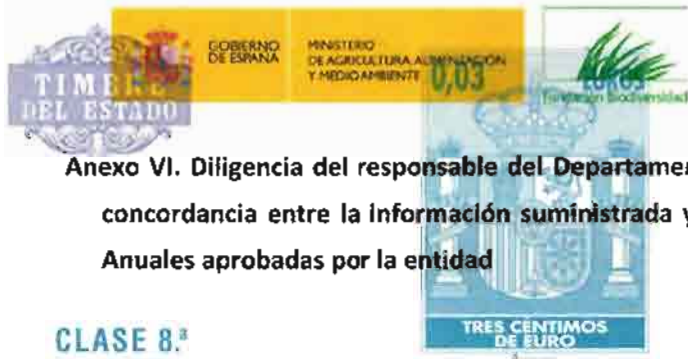 TIMBRE
DEL ESTADO
GOBIERNO
DE ESPAÑA
MINISTERIO
DE AGRICULTURA, ALIMENTACIÓN
Y MEDIO AMBIENTE
0,03
EUROS
Fundación Biodiversidad
Anexo VI. Diligencia del responsable del Departamen
concordancia entre la información suministrada y
Anuales aprobadas por la entidad
CLASE 8.ª
TRES CÉNTIMOS
DE EURO